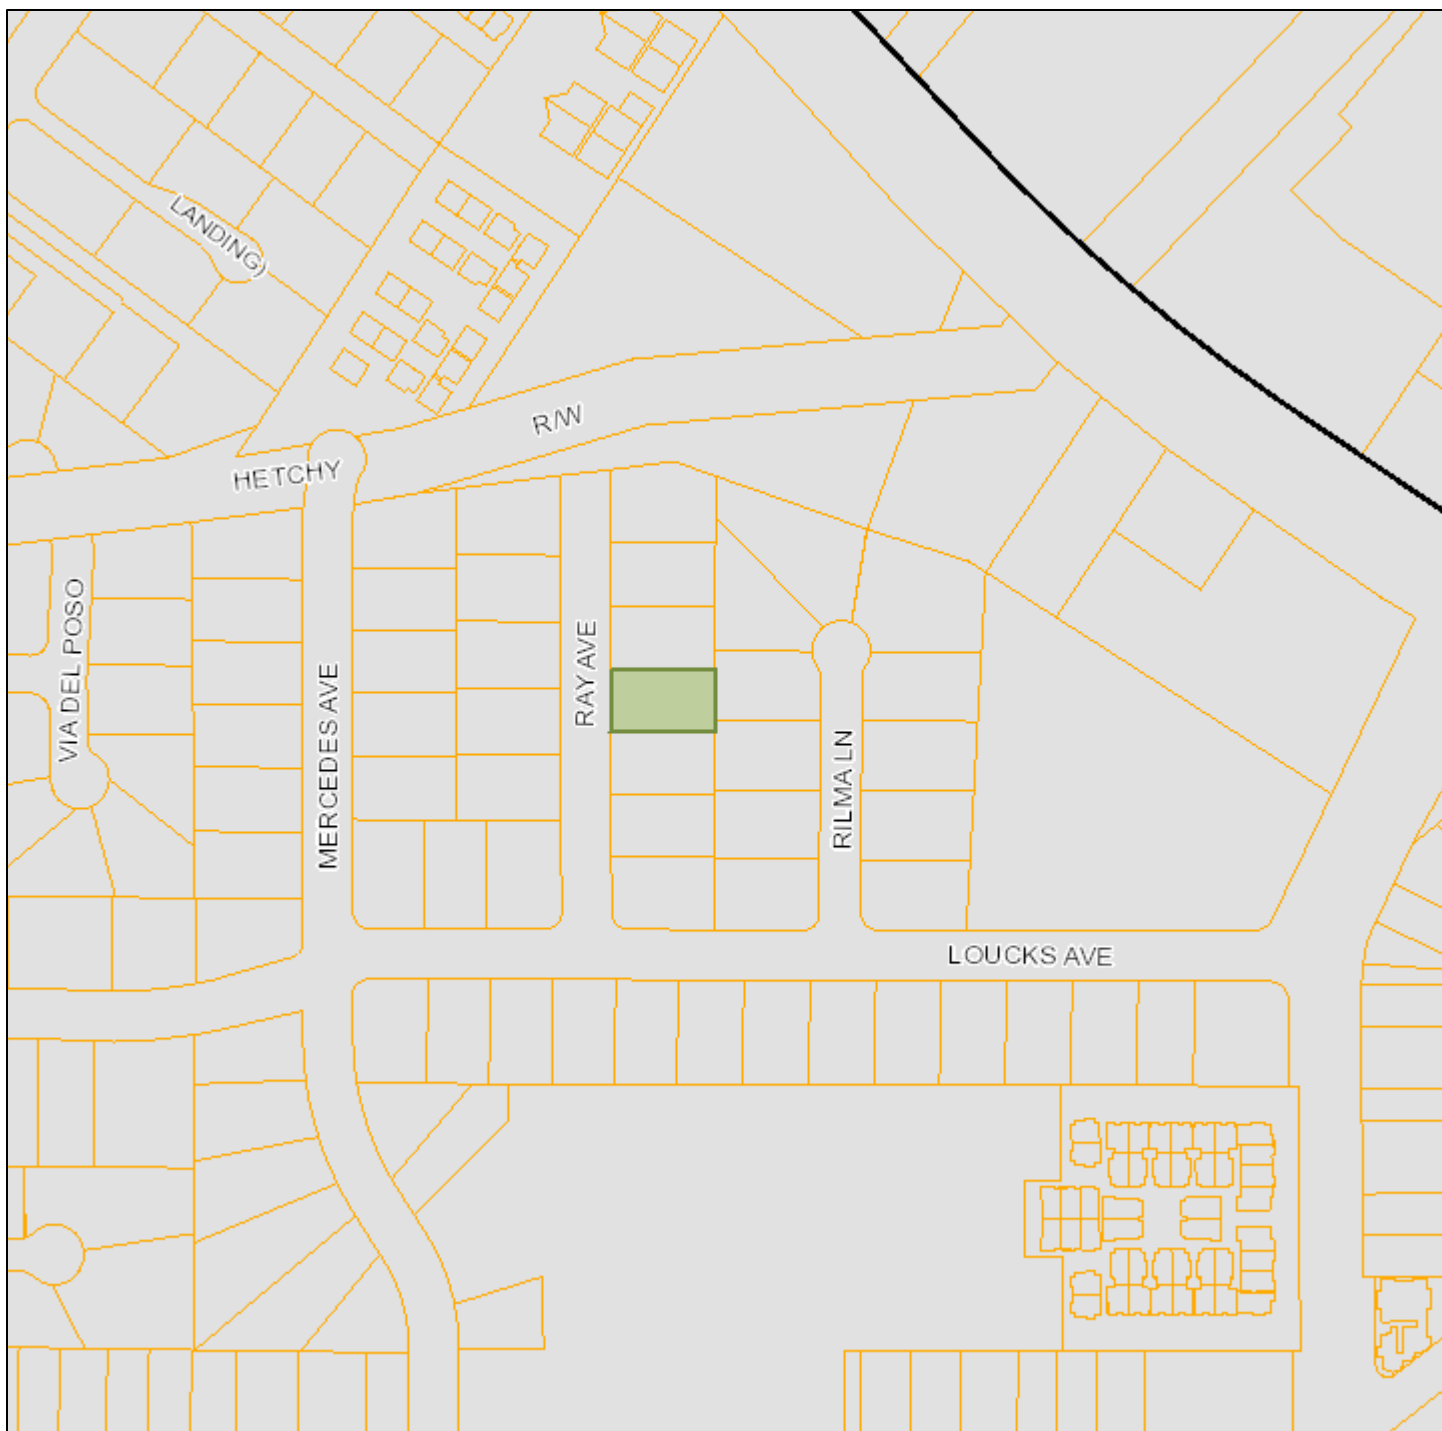 LANDING)
R/W
HETCHY
VIA DEL POSO
MERCEDES AVE
RAY AVE
RILMA LN
LOUCKS AVE